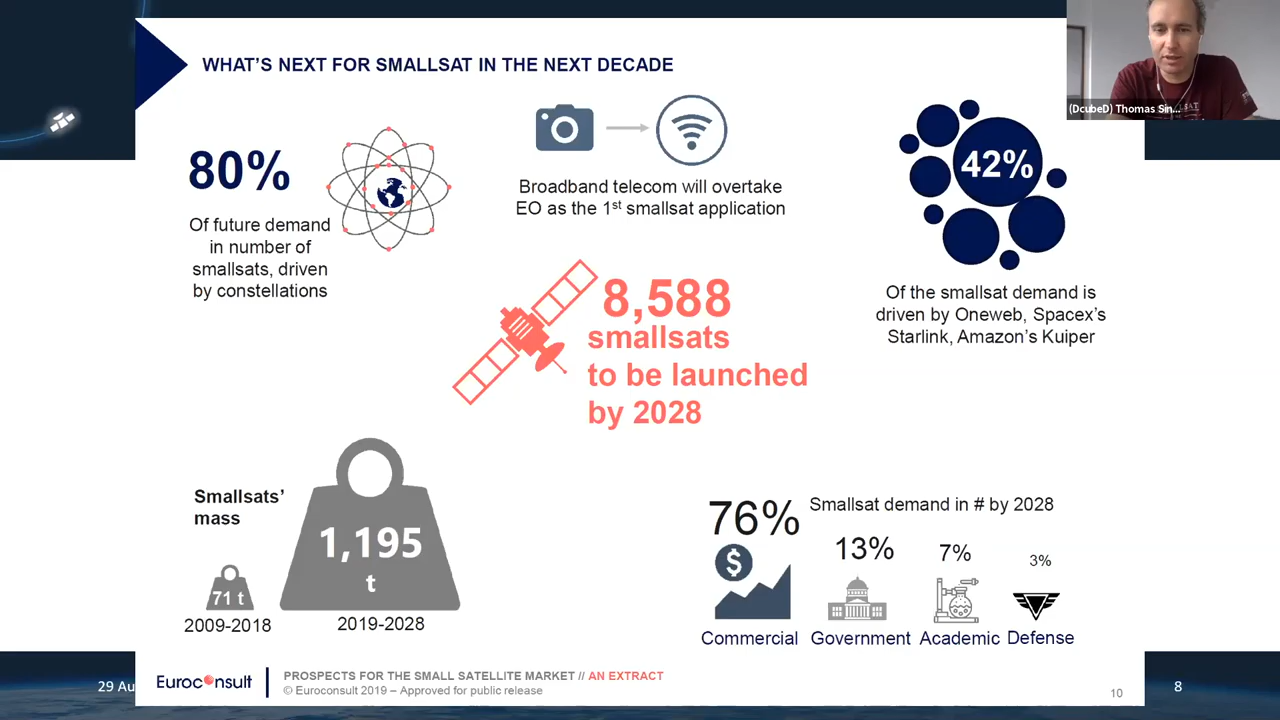 WHAT'S NEXT FOR SMALLSAT IN THE NEXT DECADE
(DcubeD) Thomas Sin...
80%
Of future demand
in number of
smallsats, driven
by constellations
Broadband telecom will overtake
EO as the 1st smallsat application
42%
Of the smallsat demand is
driven by Oneweb, Spacex's
Starlink, Amazon's Kuiper
8,588
smallsats
to be launched
by 2028
Smallsats'
mass
71 t
2009-2018
1,195
t
2019-2028
76%
Smallsat demand in # by 2028
13%
7%
3%
$
Commercial
Government
Academic
Defense
29 Au
Euroconsult
PROSPECTS FOR THE SMALL SATELLITE MARKET // AN EXTRACT
© Euroconsult 2019 – Approved for public release
10
8